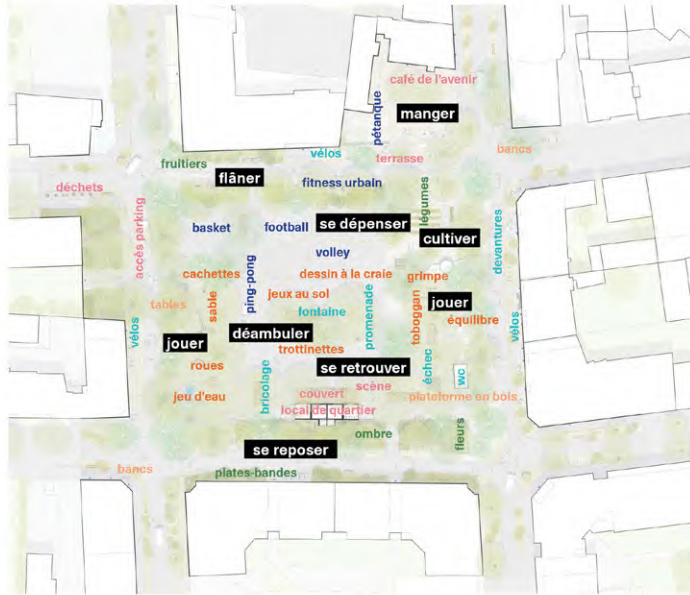 café de l'avenir
manger
pétanque
vélos
terrasse
bancs
fruitiers
flâner
fitness urbain
déchets
légumes
accès parking
basket
football
se dépenser
cultiver
devantures
volley
cachettes
ping-pong
dessin à la craie
grimpe
sable
jeux au sol
tables
fontaine
promenade
toboggan
jouer
équilibre
vélos
vélos
déambuler
jouer
trottinettes
roues
se retrouver
échec
wc
scène
jeu d'eau
bricolage
couvert
plateforme en bois
local de quartier
ombre
fleurs
se reposer
bancs
plates-bandes